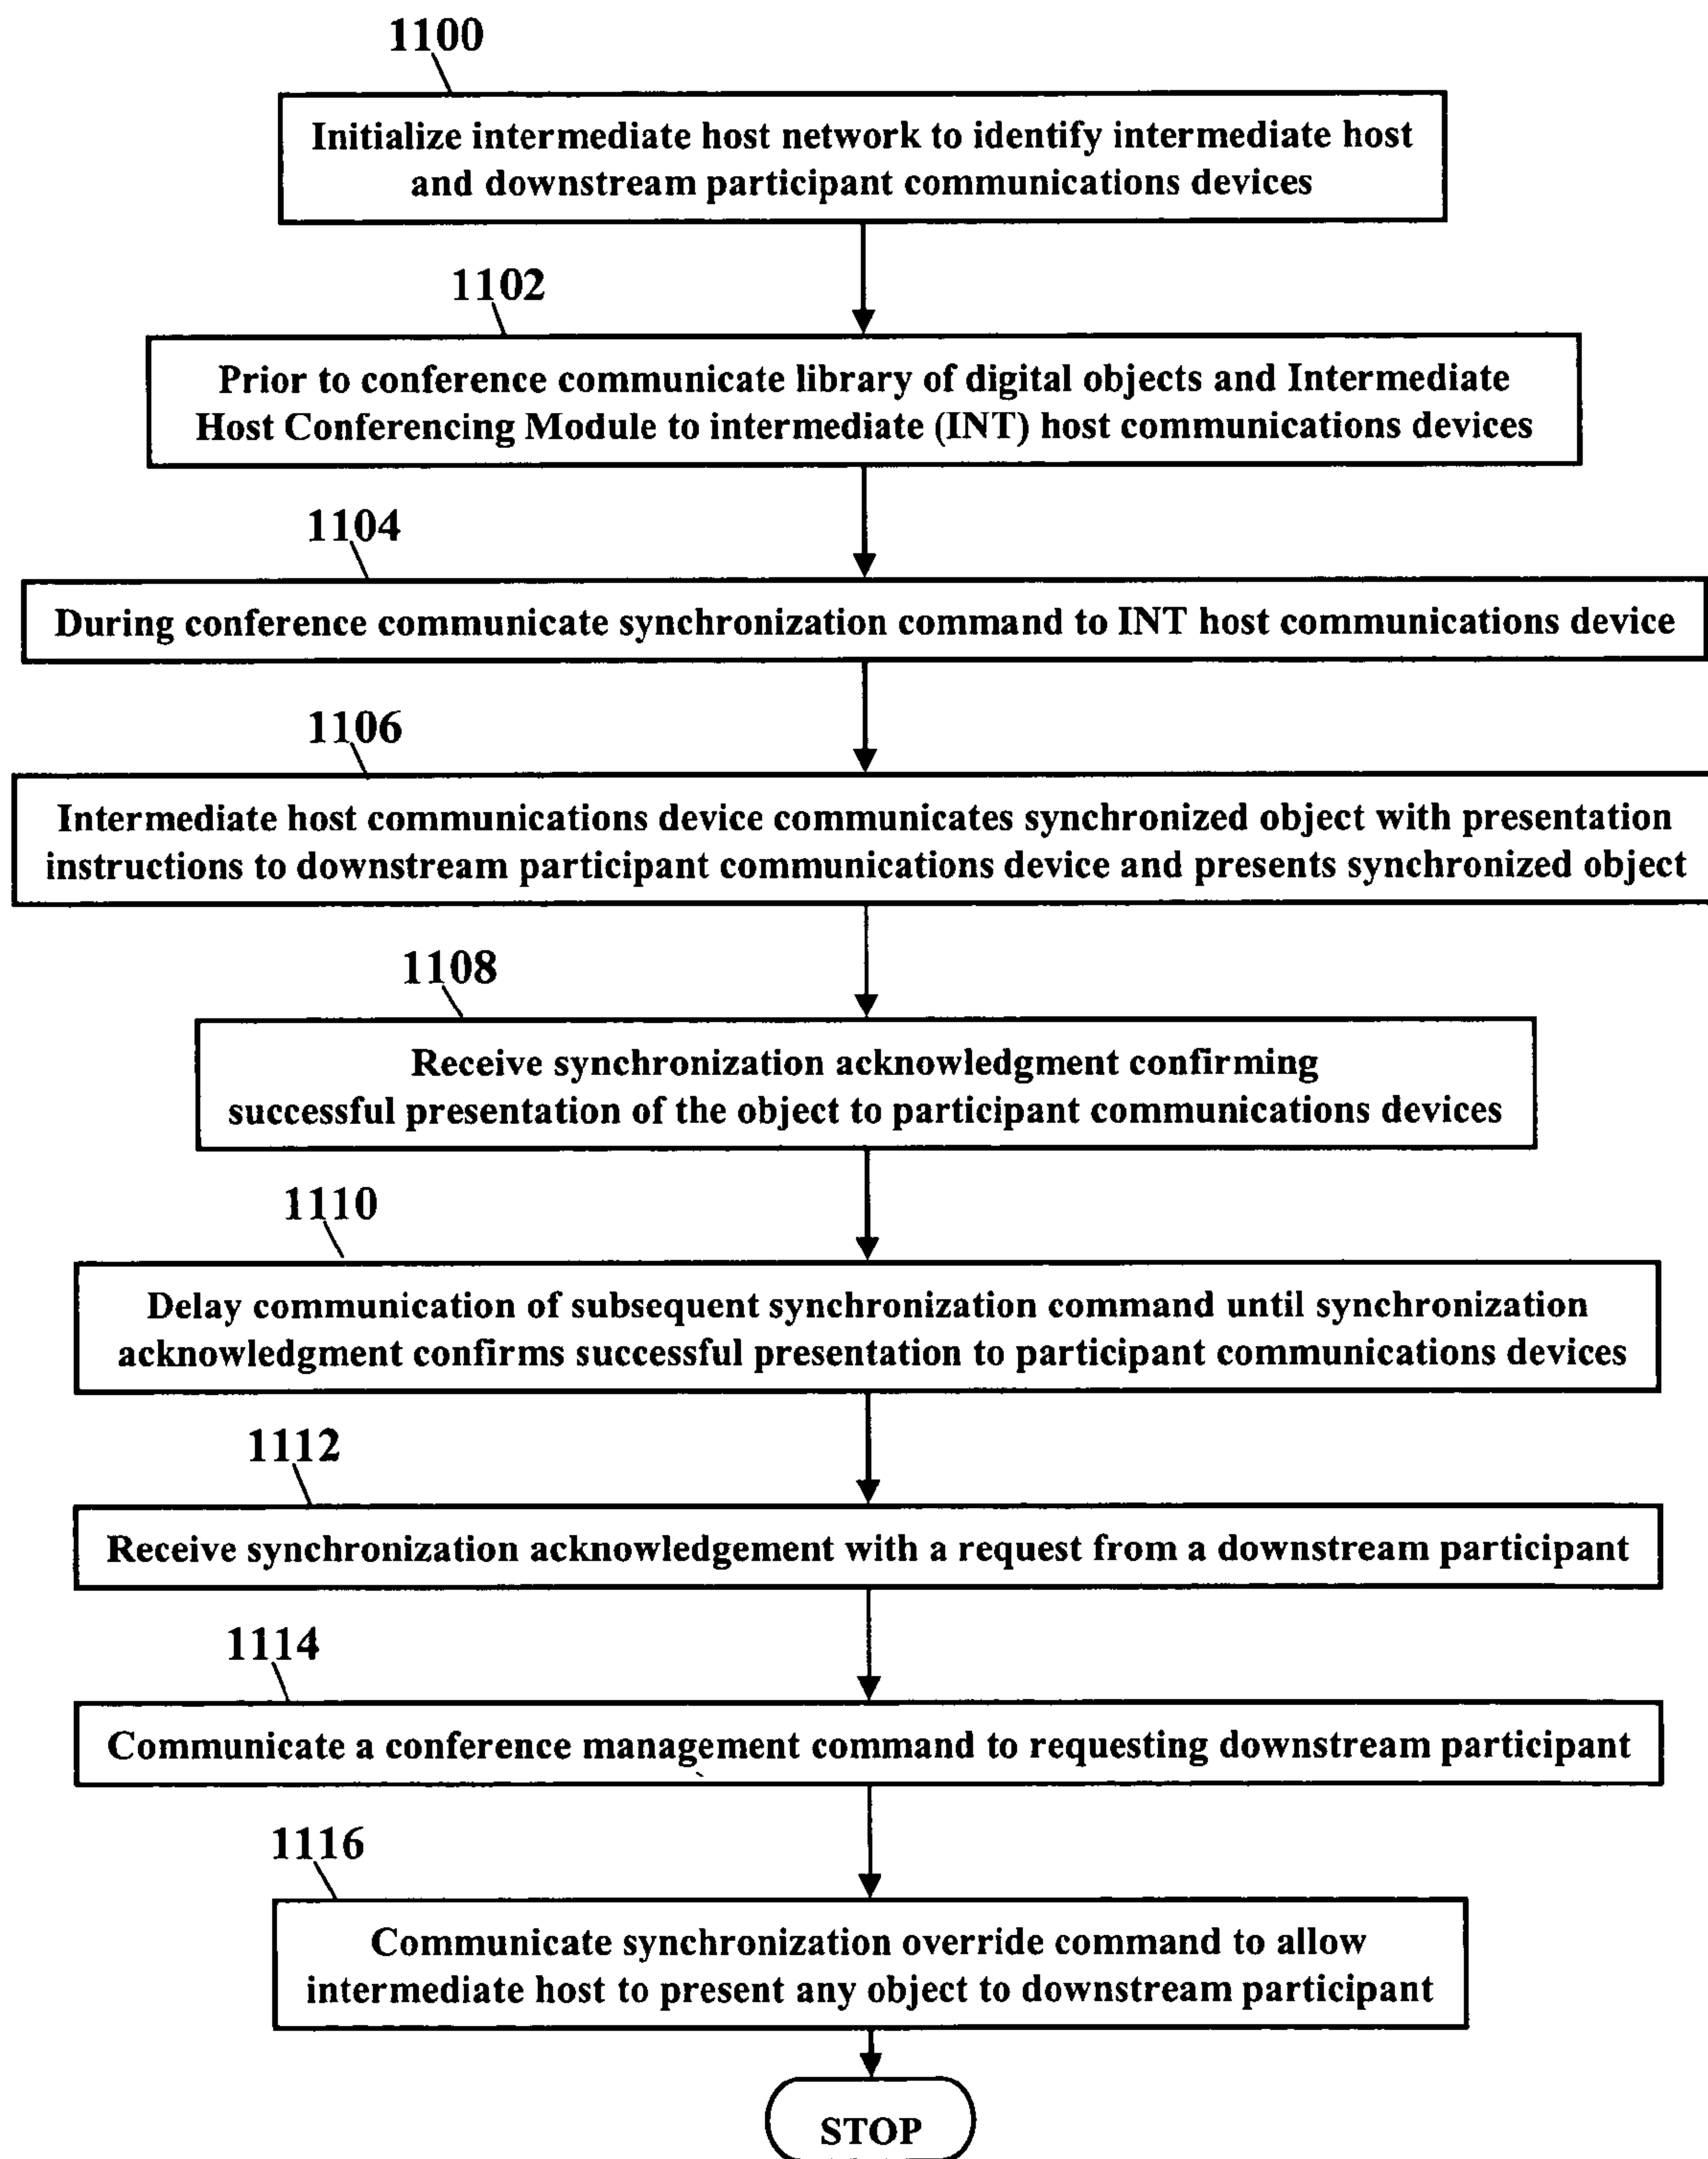 1100
Initialize intermediate host network to identify intermediate host
and downstream participant communications devices
1102
Prior to conference communicate library of digital objects and Intermediate
Host Conferencing Module to intermediate (INT) host communications devices
1104
During conference communicate synchronization command to INT host communications device
1106
Intermediate host communications device communicates synchronized object with presentation
instructions to downstream participant communications device and presents synchronized object
1108
Receive synchronization acknowledgment confirming
successful presentation of the object to participant communications devices
1110
Delay communication of subsequent synchronization command until synchronization
acknowledgment confirms successful presentation to participant communications devices
1112
Receive synchronization acknowledgement with a request from a downstream participant
1114
Communicate a conference management command to requesting downstream participant
1116
Communicate synchronization override command to allow
intermediate host to present any object to downstream participant
STOP